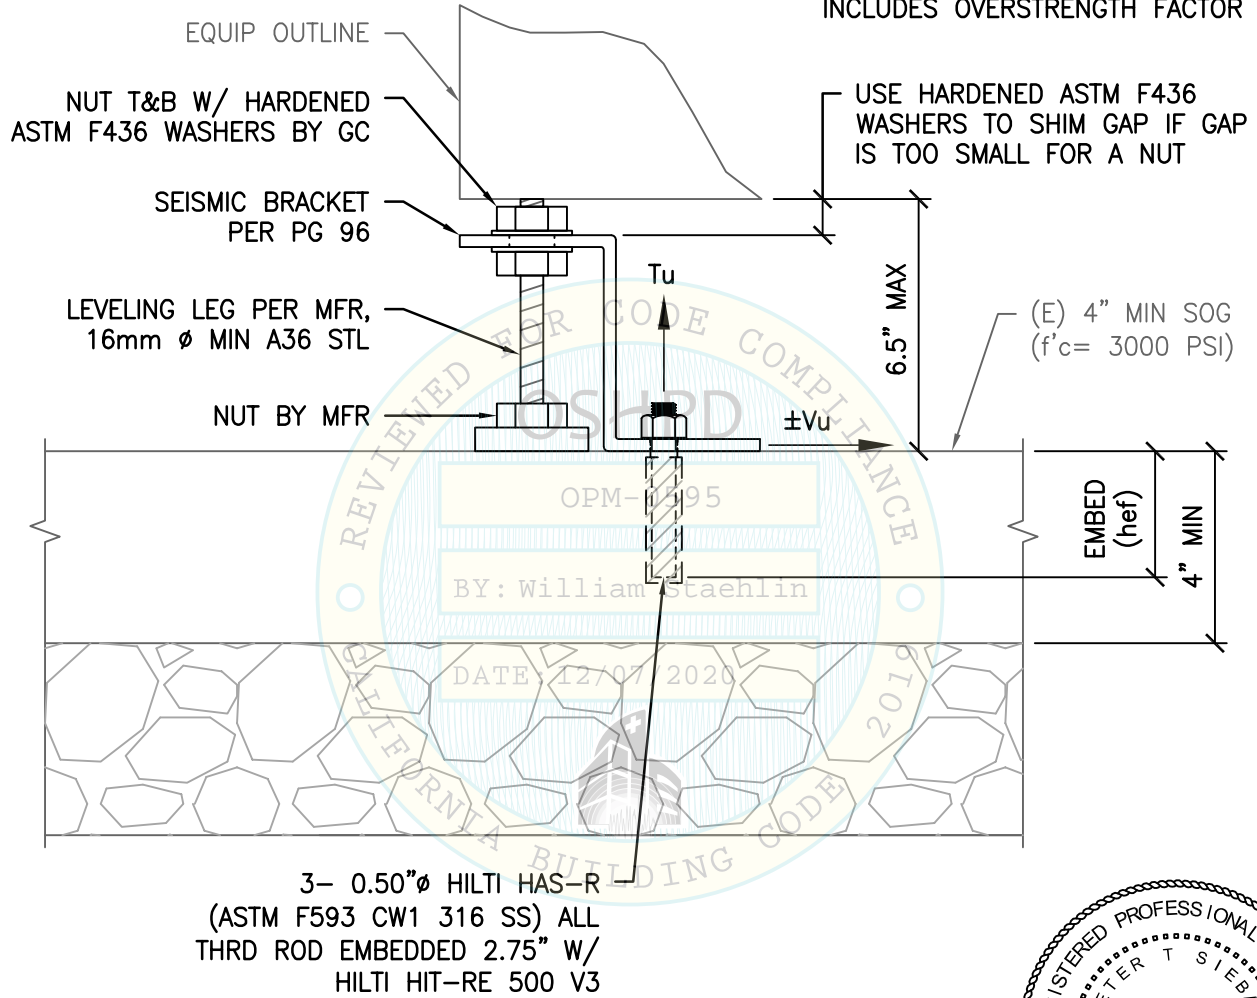 INCLUDES OVERSTRENGTH FACTOR
EQUIP OUTLINE
NUT T&B W/ HARDENED
ASTM F436 WASHERS BY GC
USE HARDENED ASTM F436
WASHERS TO SHIM GAP IF GAP
IS TOO SMALL FOR A NUT
SEISMIC BRACKET
PER PG 96
Tu
6.5" MAX
LEVELING LEG PER MFR,
16mm ø MIN A36 STL
(E) 4" MIN SOG
(f'c= 3000 PSI)
NUT BY MFR
±Vu
EMBED
(hef)
4" MIN
REVIEWED FOR CODE COMPLIANCE
OSHPD
OPM-0595
BY: William Staehlin
DATE: 12/07/2020
CALIFORNIA BUILDING CODE 2019
3- 0.50"ø HILTI HAS-R
(ASTM F593 CW1 316 SS) ALL
THRD ROD EMBEDDED 2.75" W/
HILTI HIT-RE 500 V3
PROFESSIONAL